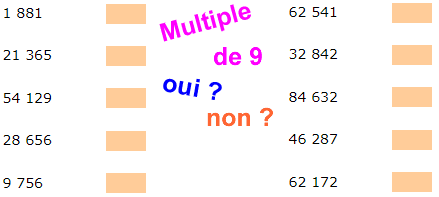 1 881
21 365
54 129
28 656
9 756
Multiple
de 9
oui ?
non ?
62 541
32 842
84 632
46 287
62 172